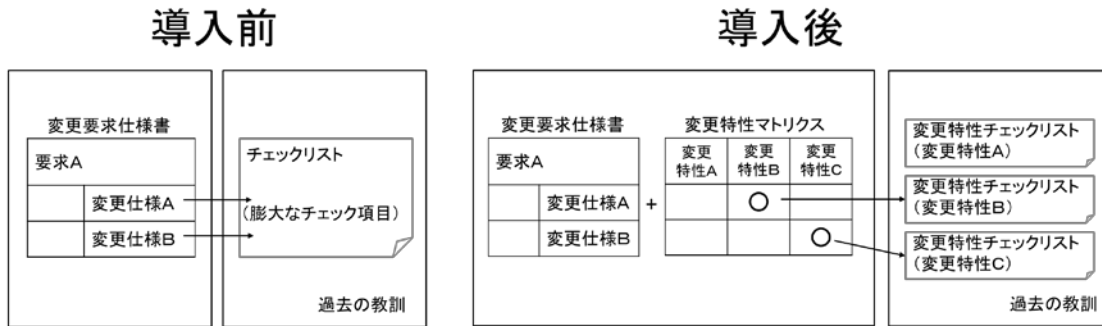 導入前
変更要求仕様書
要求A
変更仕様A
変更仕様B
チェックリスト
(膨大なチェック項目)
過去の教訓
導入後
変更要求仕様書
要求A
変更仕様A
変更仕様B
+
変更特性マトリクス
変更
特性A
変更
特性B
変更
特性C
○
○
変更特性チェックリスト
(変更特性A)
変更特性チェックリスト
(変更特性B)
変更特性チェックリスト
(変更特性C)
過去の教訓